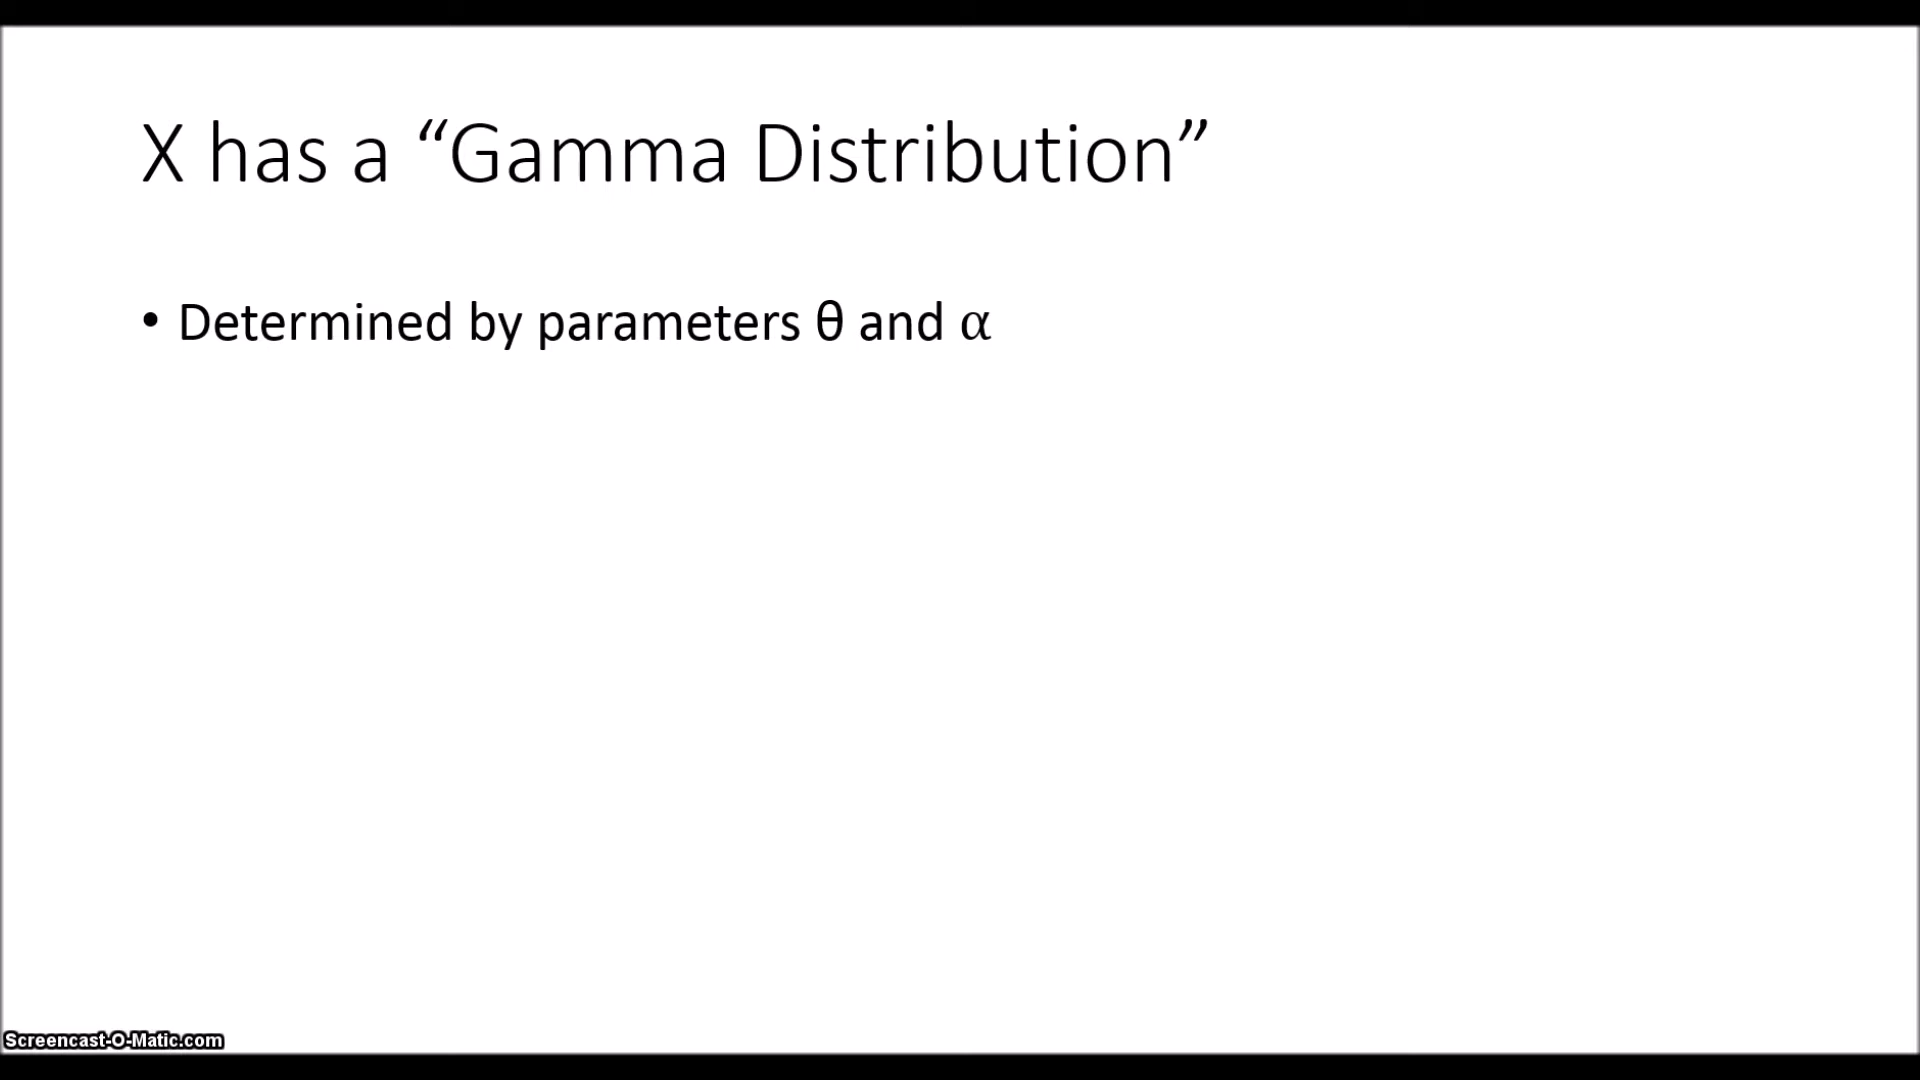 X has a “Gamma Distribution”
• Determined by parameters θ and α
Screencast-O-Matic.com